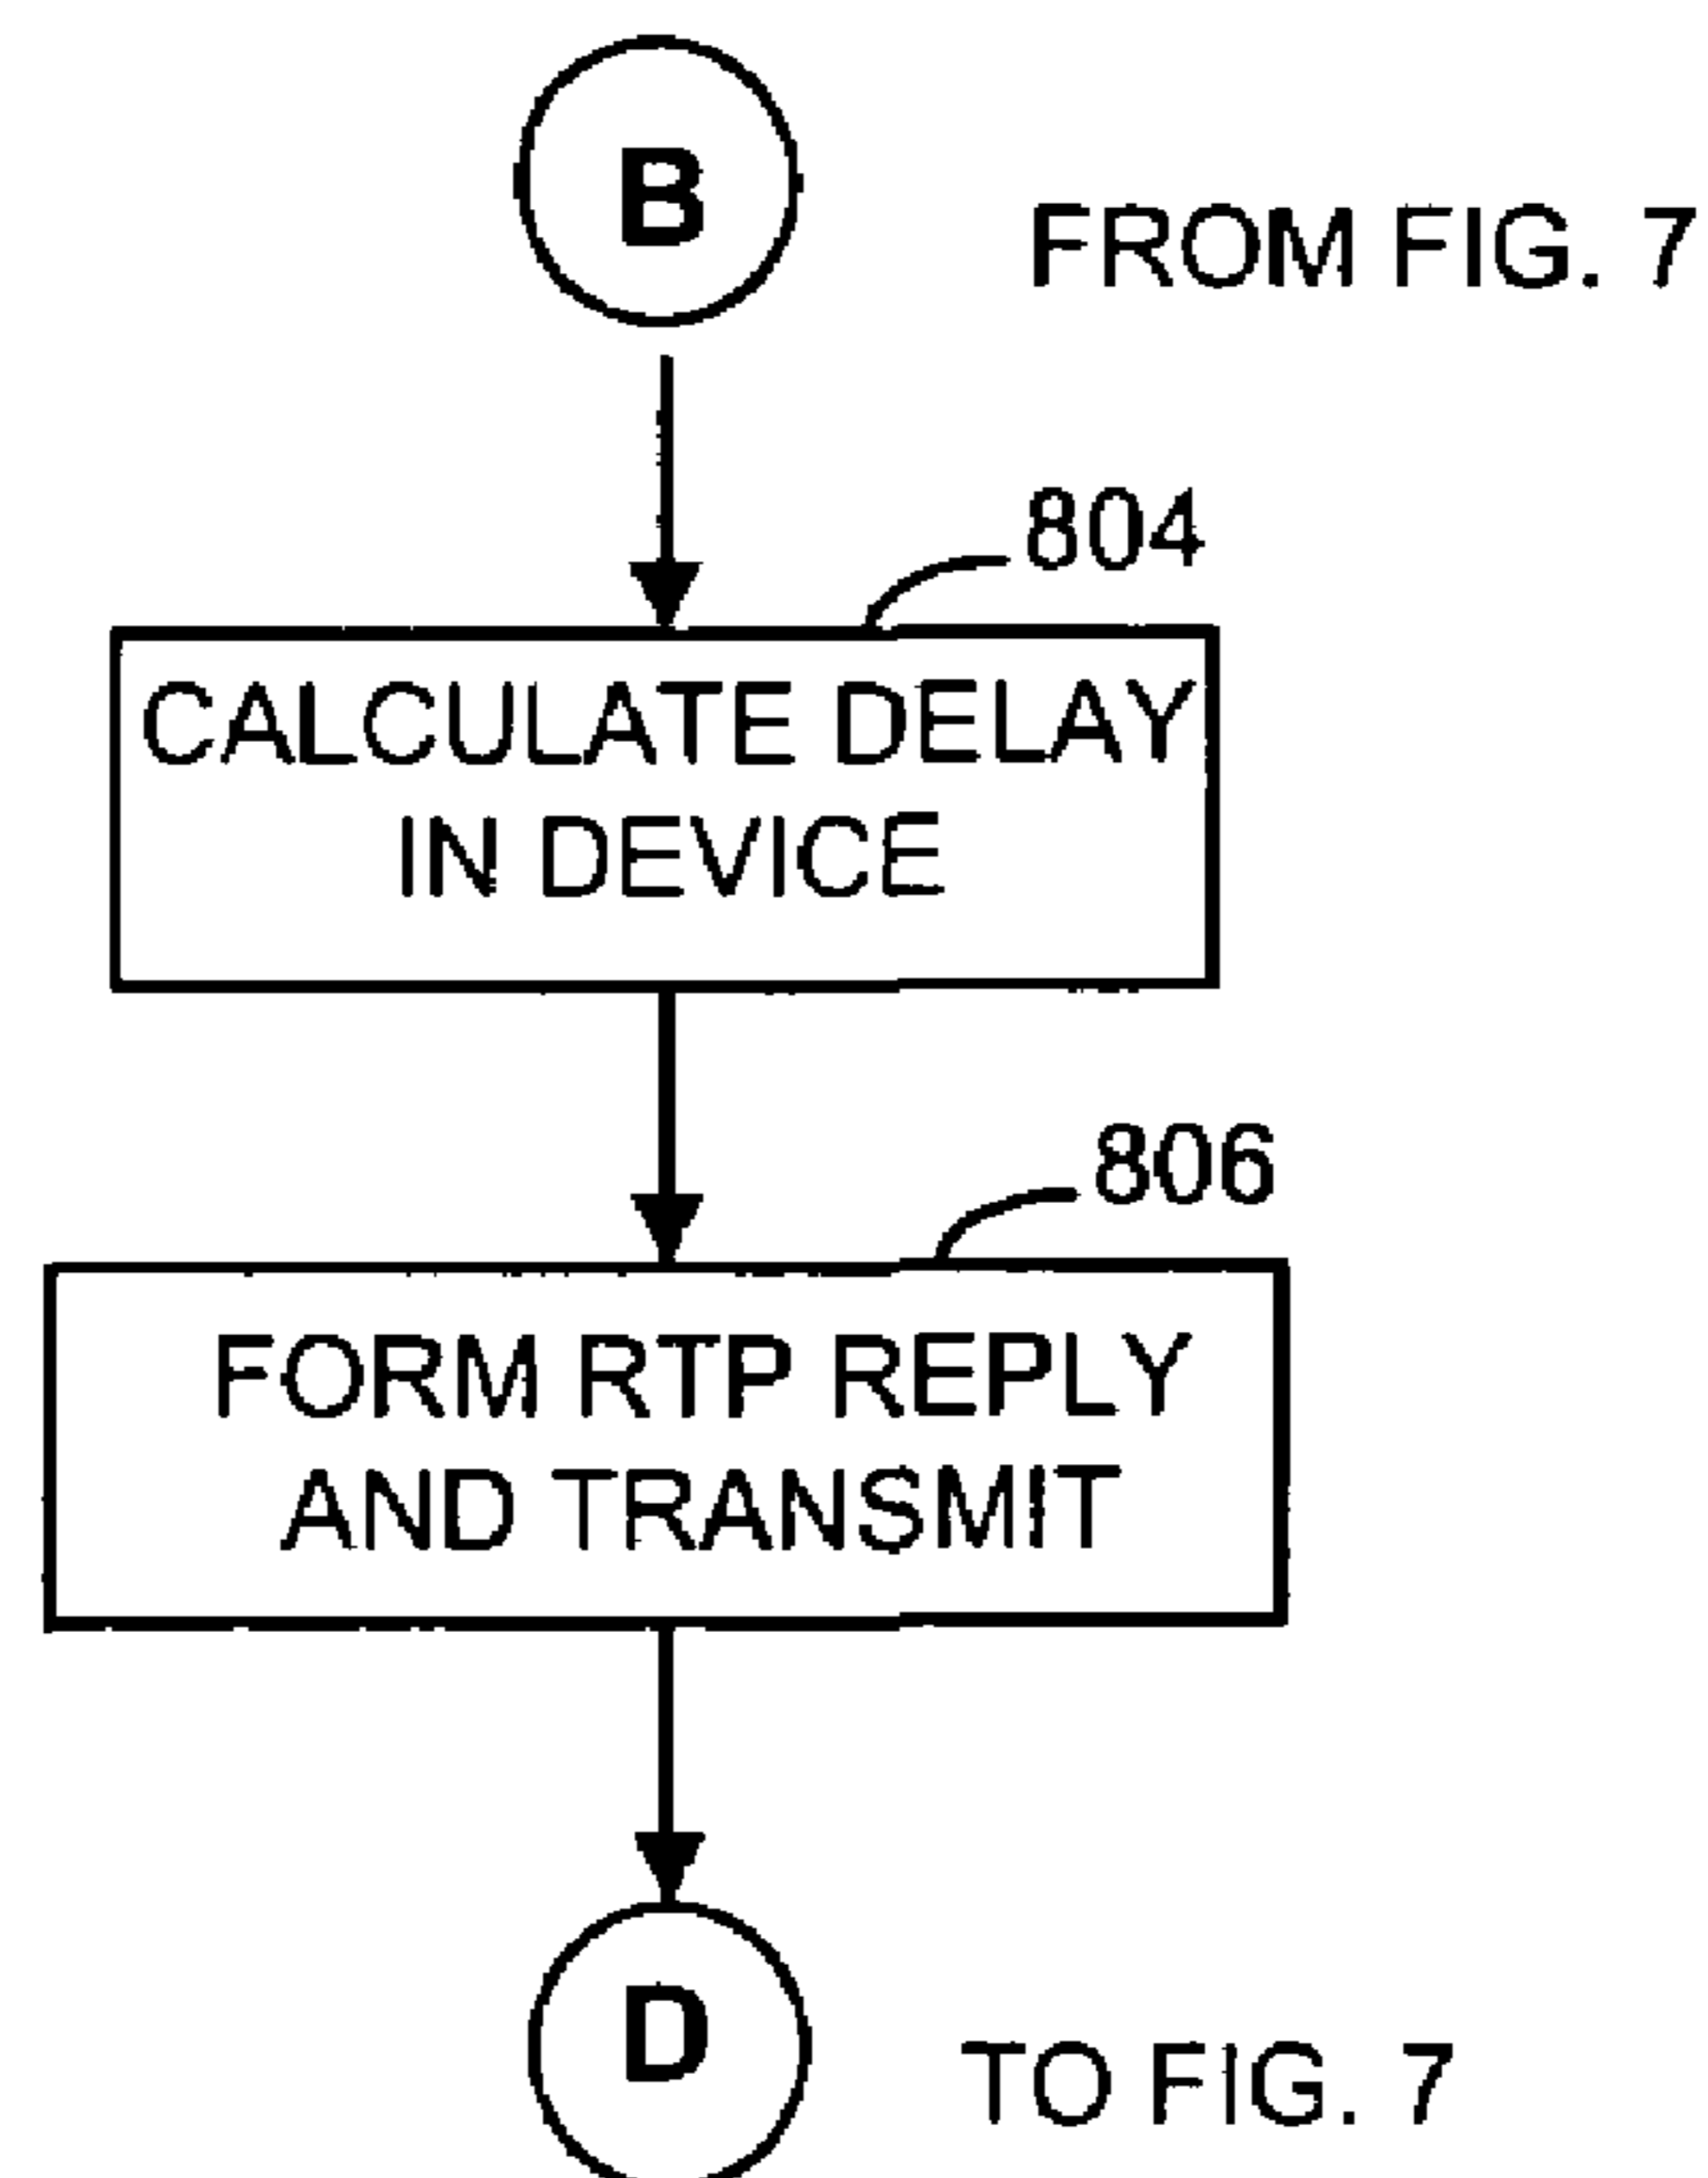 B
FROM FIG. 7
804
CALCULATE DELAY
IN DEVICE
806
FORM RTP REPLY
AND TRANSMIT
D
TO FIG. 7